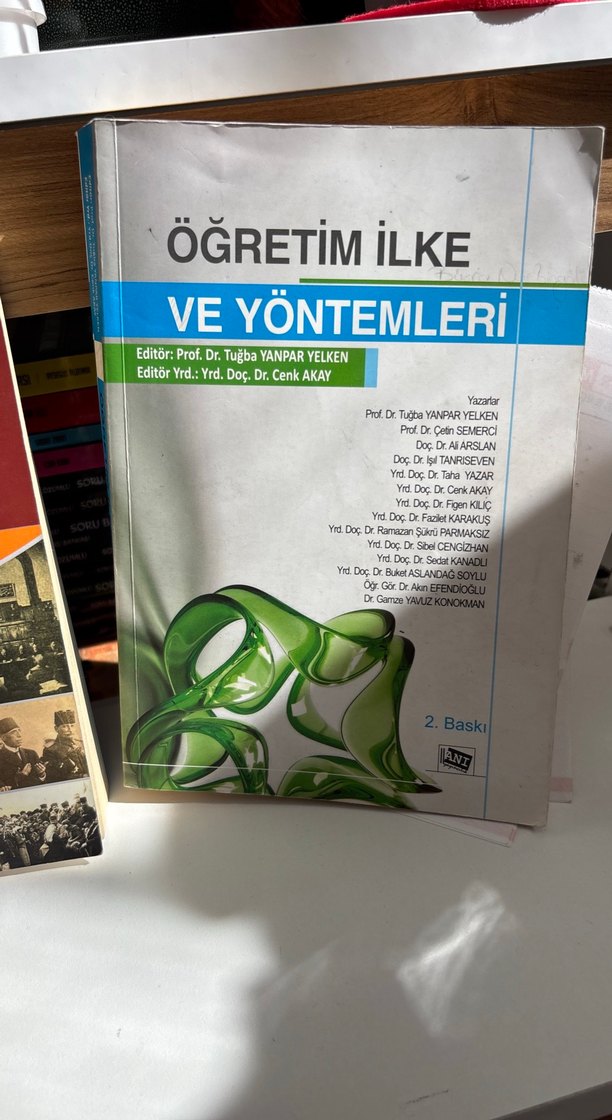 ÖĞRETİM İLKE
VE YÖNTEMLERİ
Editör: Prof. Dr. Tuğba YANPAR YELKEN
Editör Yrd.: Yrd. Doç. Dr. Cenk AKAY
Yazarlar
Prof. Dr. Tuğba YANPAR YELKEN
Prof. Dr. Çetin SEMERCİ
Doç. Dr. Ali ARSLAN
Doç. Dr. Işıl TANRISEVEN
Yrd. Doç. Dr. Taha YAZAR
Yrd. Doç. Dr. Cenk AKAY
Yrd. Doç. Dr. Figen KILIÇ
Yrd. Doç. Dr. Fazilet KARAKUŞ
Yrd. Doç. Dr. Ramazan Şükrü PARMAKSIZ
Yrd. Doç. Dr. Sibel CENGİZHAN
Yrd. Doç. Dr. Sedat KANADLI
Yrd. Doç. Dr. Buket ASLANDAĞ SOYLU
Öğr. Gör. Dr. Akın EFENDİOĞLU
Dr. Gamze YAVUZ KONOKMAN
2. Baskı
ANI
SORU
SORU